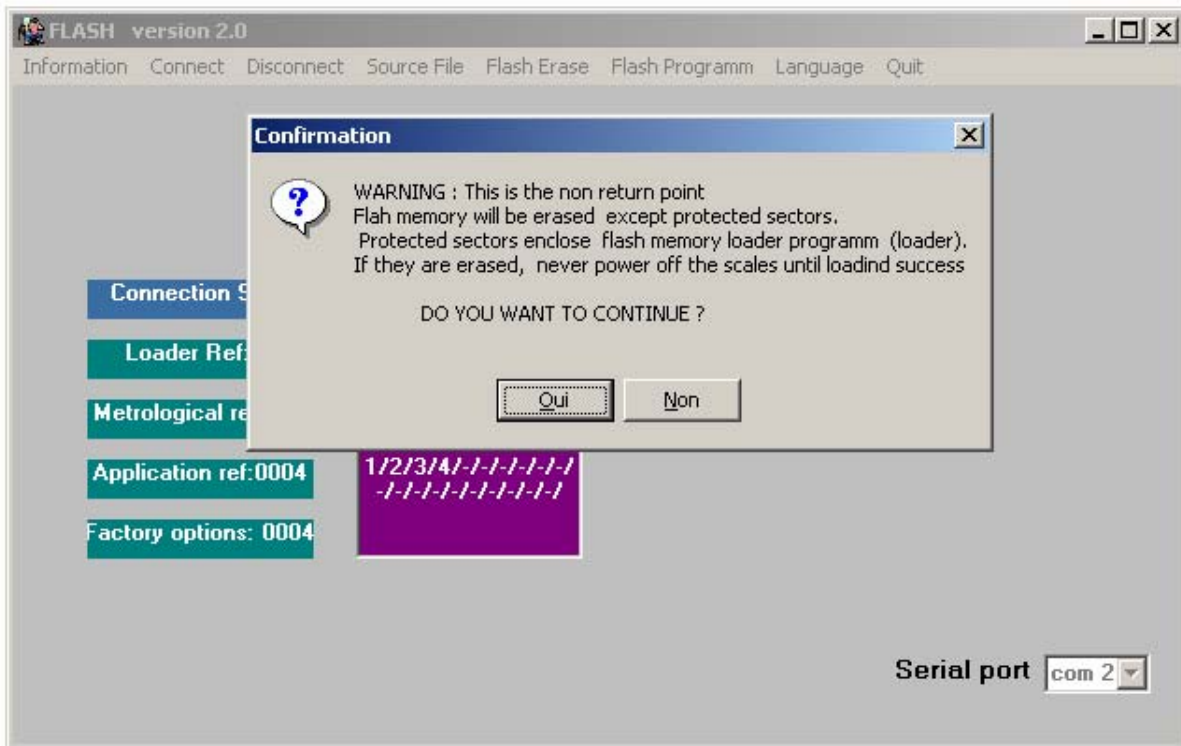 FLASH version 2.0
Information Connect Disconnect Source File Flash Erase Flash Programm Language Quit
Confirmation
WARNING : This is the non return point
Flah memory will be erased except protected sectors.
Protected sectors enclose flash memory loader programm (loader).
If they are erased, never power off the scales until loadind success
DO YOU WANT TO CONTINUE ?
Oui Non
Connection
Loader Ref:
Metrological re
Application ref:0004
Factory options: 0004
1/2/3/4/-/-/-/-/-/-/
-/-/-/-/-/-/-/-/-/-/
Serial port com 2